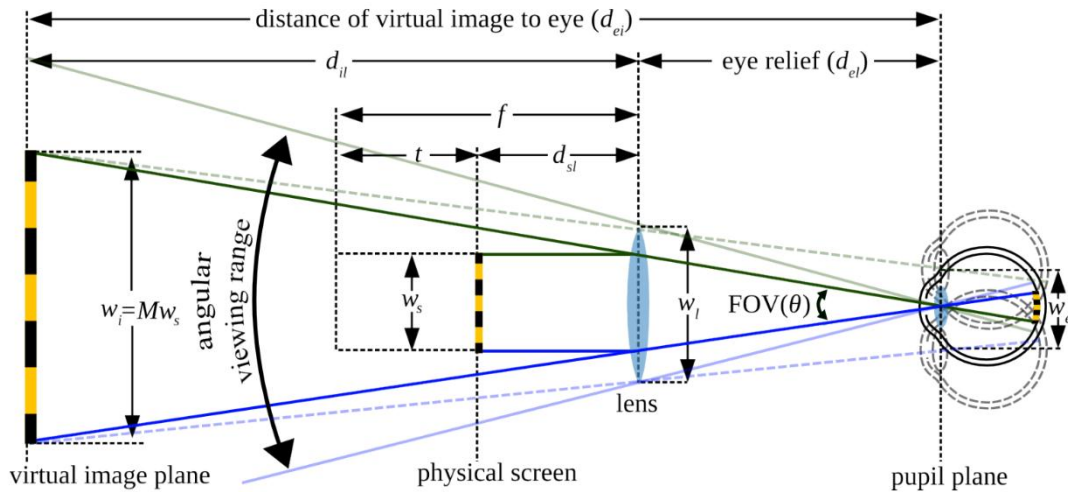 distance of virtual image to eye (dei)
dil
eye relief (del)
f
t
dsl
angular
viewing range
wi=Mws
ws
wl
FOV(θ)
we
lens
virtual image plane
physical screen
pupil plane